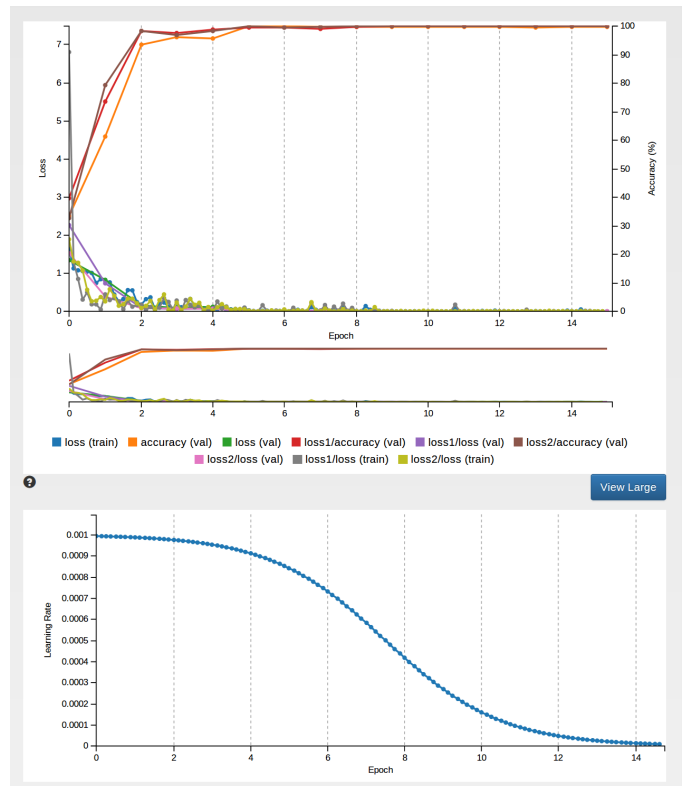 7
6
5
4
3
2
1
0
Loss
100
90
80
70
60
50
40
30
20
10
0
Accuracy (%)
0 2 4 6 8 10 12 14
Epoch
0 2 4 6 8 10 12 14
loss (train) accuracy (val) loss (val) loss1/accuracy (val) loss1/loss (val) loss2/accuracy (val)
loss2/loss (val) loss1/loss (train) loss2/loss (train)
?
View Large
0.001
0.0009
0.0008
0.0007
0.0006
0.0005
0.0004
0.0003
0.0002
0.0001
0
Learning Rate
0 2 4 6 8 10 12 14
Epoch